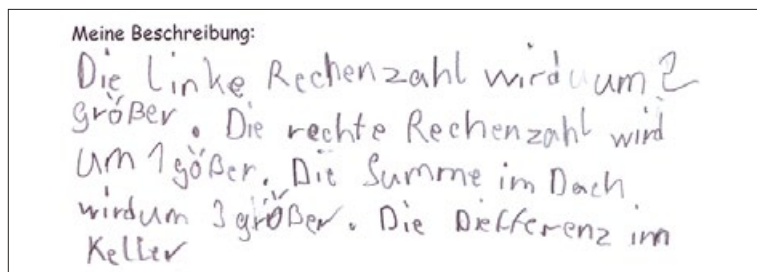 Meine Beschreibung:
Die linke Rechenzahl wird um 2
größer. Die rechte Rechenzahl wird
um 1 gößer. Die Summe im Dach
wird um 3 größer. Die Diefferenz im
Keller